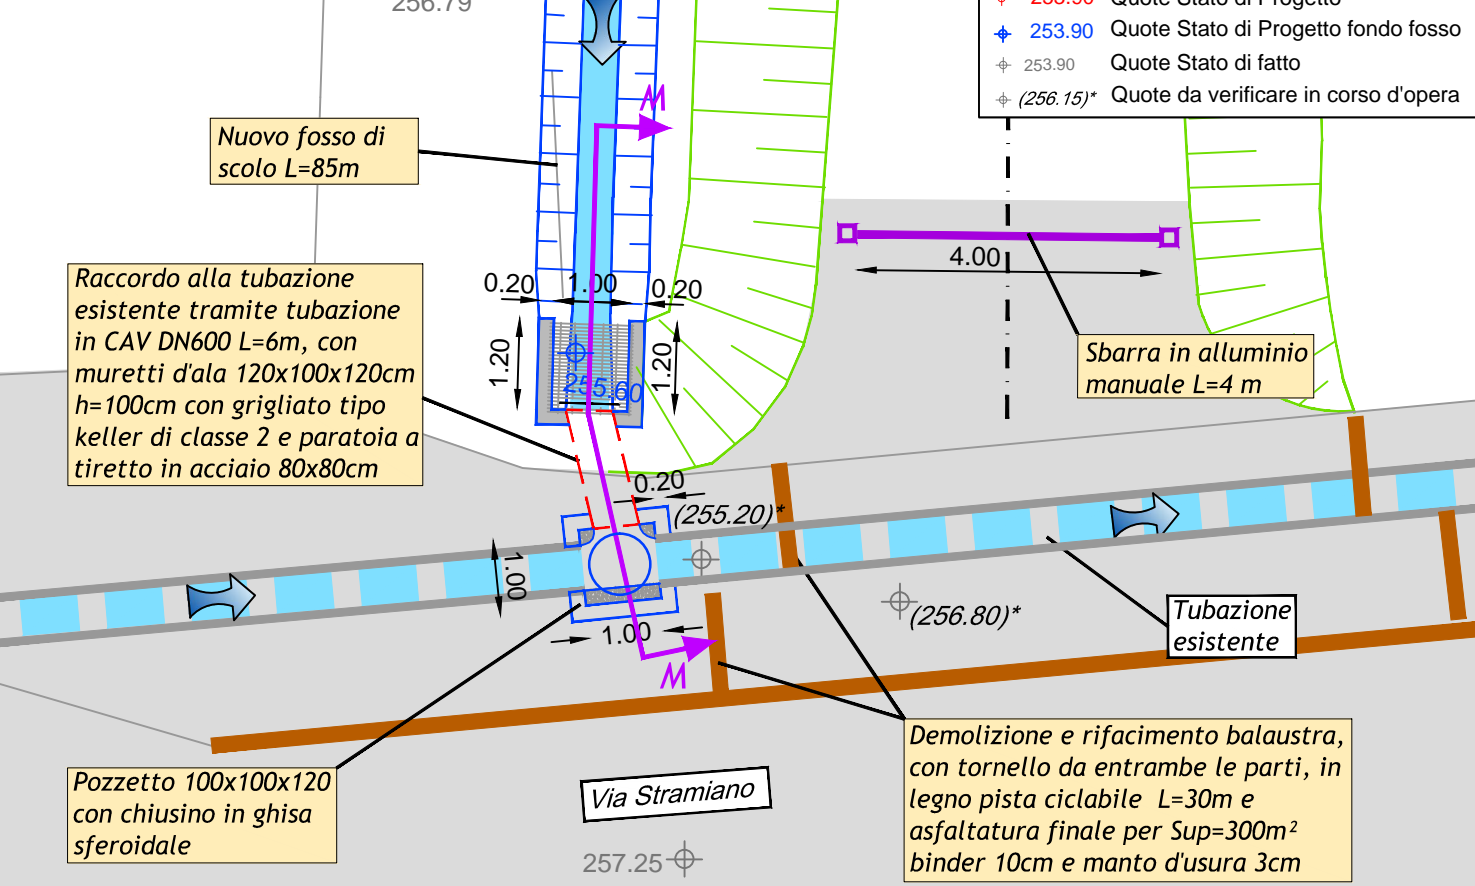 256.79
253.90 Quote Stato di Progetto
253.90 Quote Stato di Progetto fondo fosso
253.90 Quote Stato di fatto
(256.15)* Quote da verificare in corso d'opera
M
Nuovo fosso di
scolo L=85m
4.00
0.20 1.00 0.20
Raccordo alla tubazione
esistente tramite tubazione
in CAV DN600 L=6m, con
muretti d'ala 120x100x120cm
h=100cm con grigliato tipo
keller di classe 2 e paratoia a
tiretto in acciaio 80x80cm
1.20
1.20
255.60
Sbarra in alluminio
manuale L=4 m
0.20
(255.20)*
1.00
(256.80)*
Tubazione
esistente
1.00
M
Demolizione e rifacimento balaustra,
con tornello da entrambe le parti, in
legno pista ciclabile L=30m e
asfaltatura finale per Sup=300m²
binder 10cm e manto d'usura 3cm
Pozzetto 100x100x120
con chiusino in ghisa
sferoidale
Via Stramiano
257.25